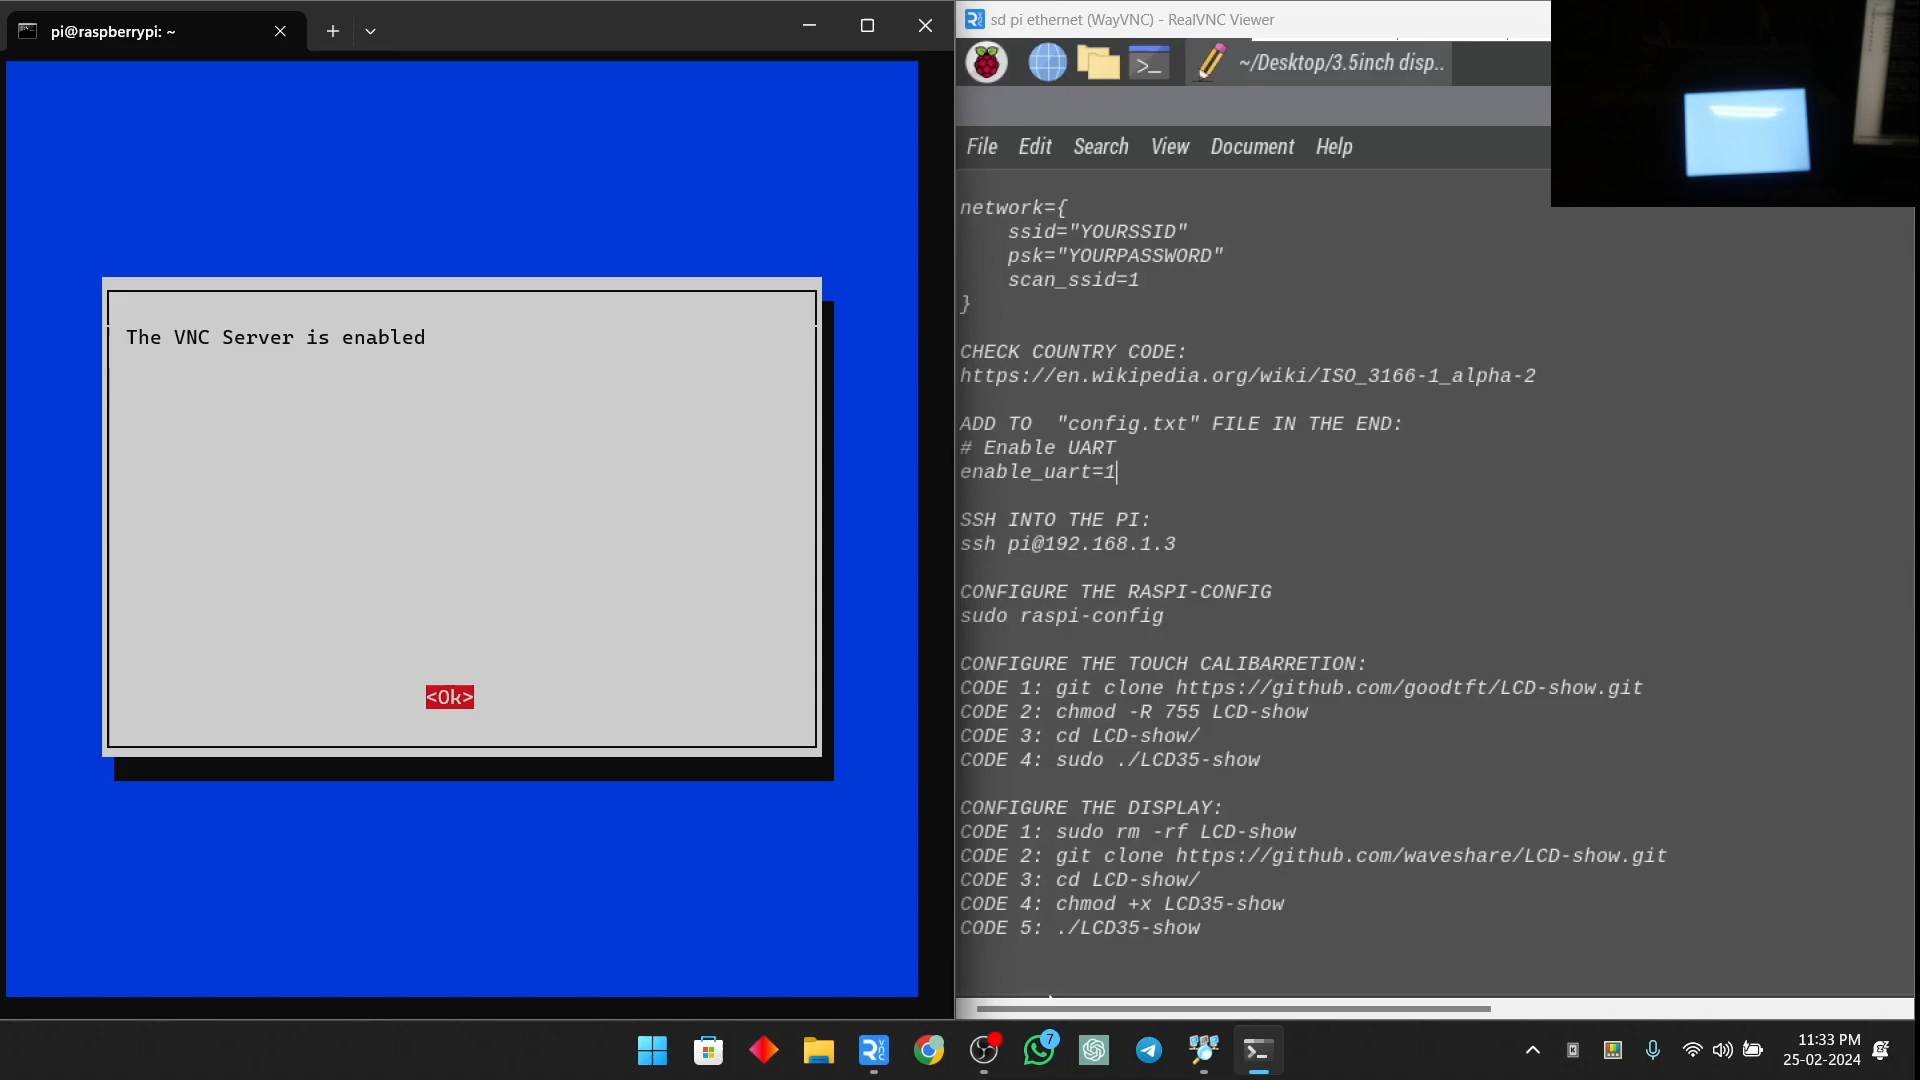 pi@raspberrypi: ~
The VNC Server is enabled
<Ok>
sd pi ethernet (WayVNC) - RealVNC Viewer
~/Desktop/3.5inch disp..
File Edit Search View Document Help
network={
ssid="YOURSSID"
psk="YOURPASSWORD"
scan_ssid=1
}
CHECK COUNTRY CODE:
https://en.wikipedia.org/wiki/ISO_3166-1_alpha-2
ADD TO "config.txt" FILE IN THE END:
# Enable UART
enable_uart=1
SSH INTO THE PI:
ssh pi@192.168.1.3
CONFIGURE THE RASPI-CONFIG
sudo raspi-config
CONFIGURE THE TOUCH CALIBARRETION:
CODE 1: git clone https://github.com/goodtft/LCD-show.git
CODE 2: chmod -R 755 LCD-show
CODE 3: cd LCD-show/
CODE 4: sudo ./LCD35-show
CONFIGURE THE DISPLAY:
CODE 1: sudo rm -rf LCD-show
CODE 2: git clone https://github.com/waveshare/LCD-show.git
CODE 3: cd LCD-show/
CODE 4: chmod +x LCD35-show
CODE 5: ./LCD35-show
7
11:33 PM
25-02-2024